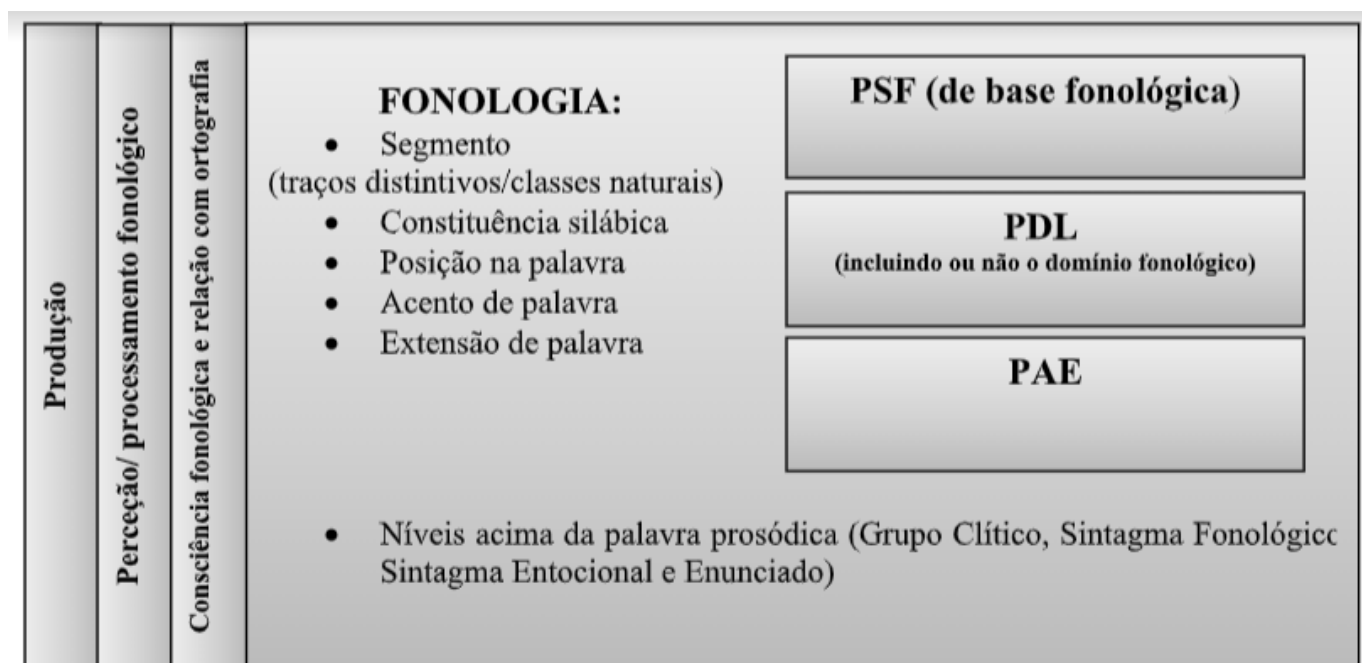 Produção
Perceção/ processamento fonológico
Consciência fonológica e relação com ortografia
FONOLOGIA:
• Segmento
(traços distintivos/classes naturais)
• Constituência silábica
• Posição na palavra
• Acento de palavra
• Extensão de palavra
PSF (de base fonológica)
PDL
(incluindo ou não o domínio fonológico)
PAE
• Níveis acima da palavra prosódica (Grupo Clítico, Sintagma Fonológico
Sintagma Entocional e Enunciado)